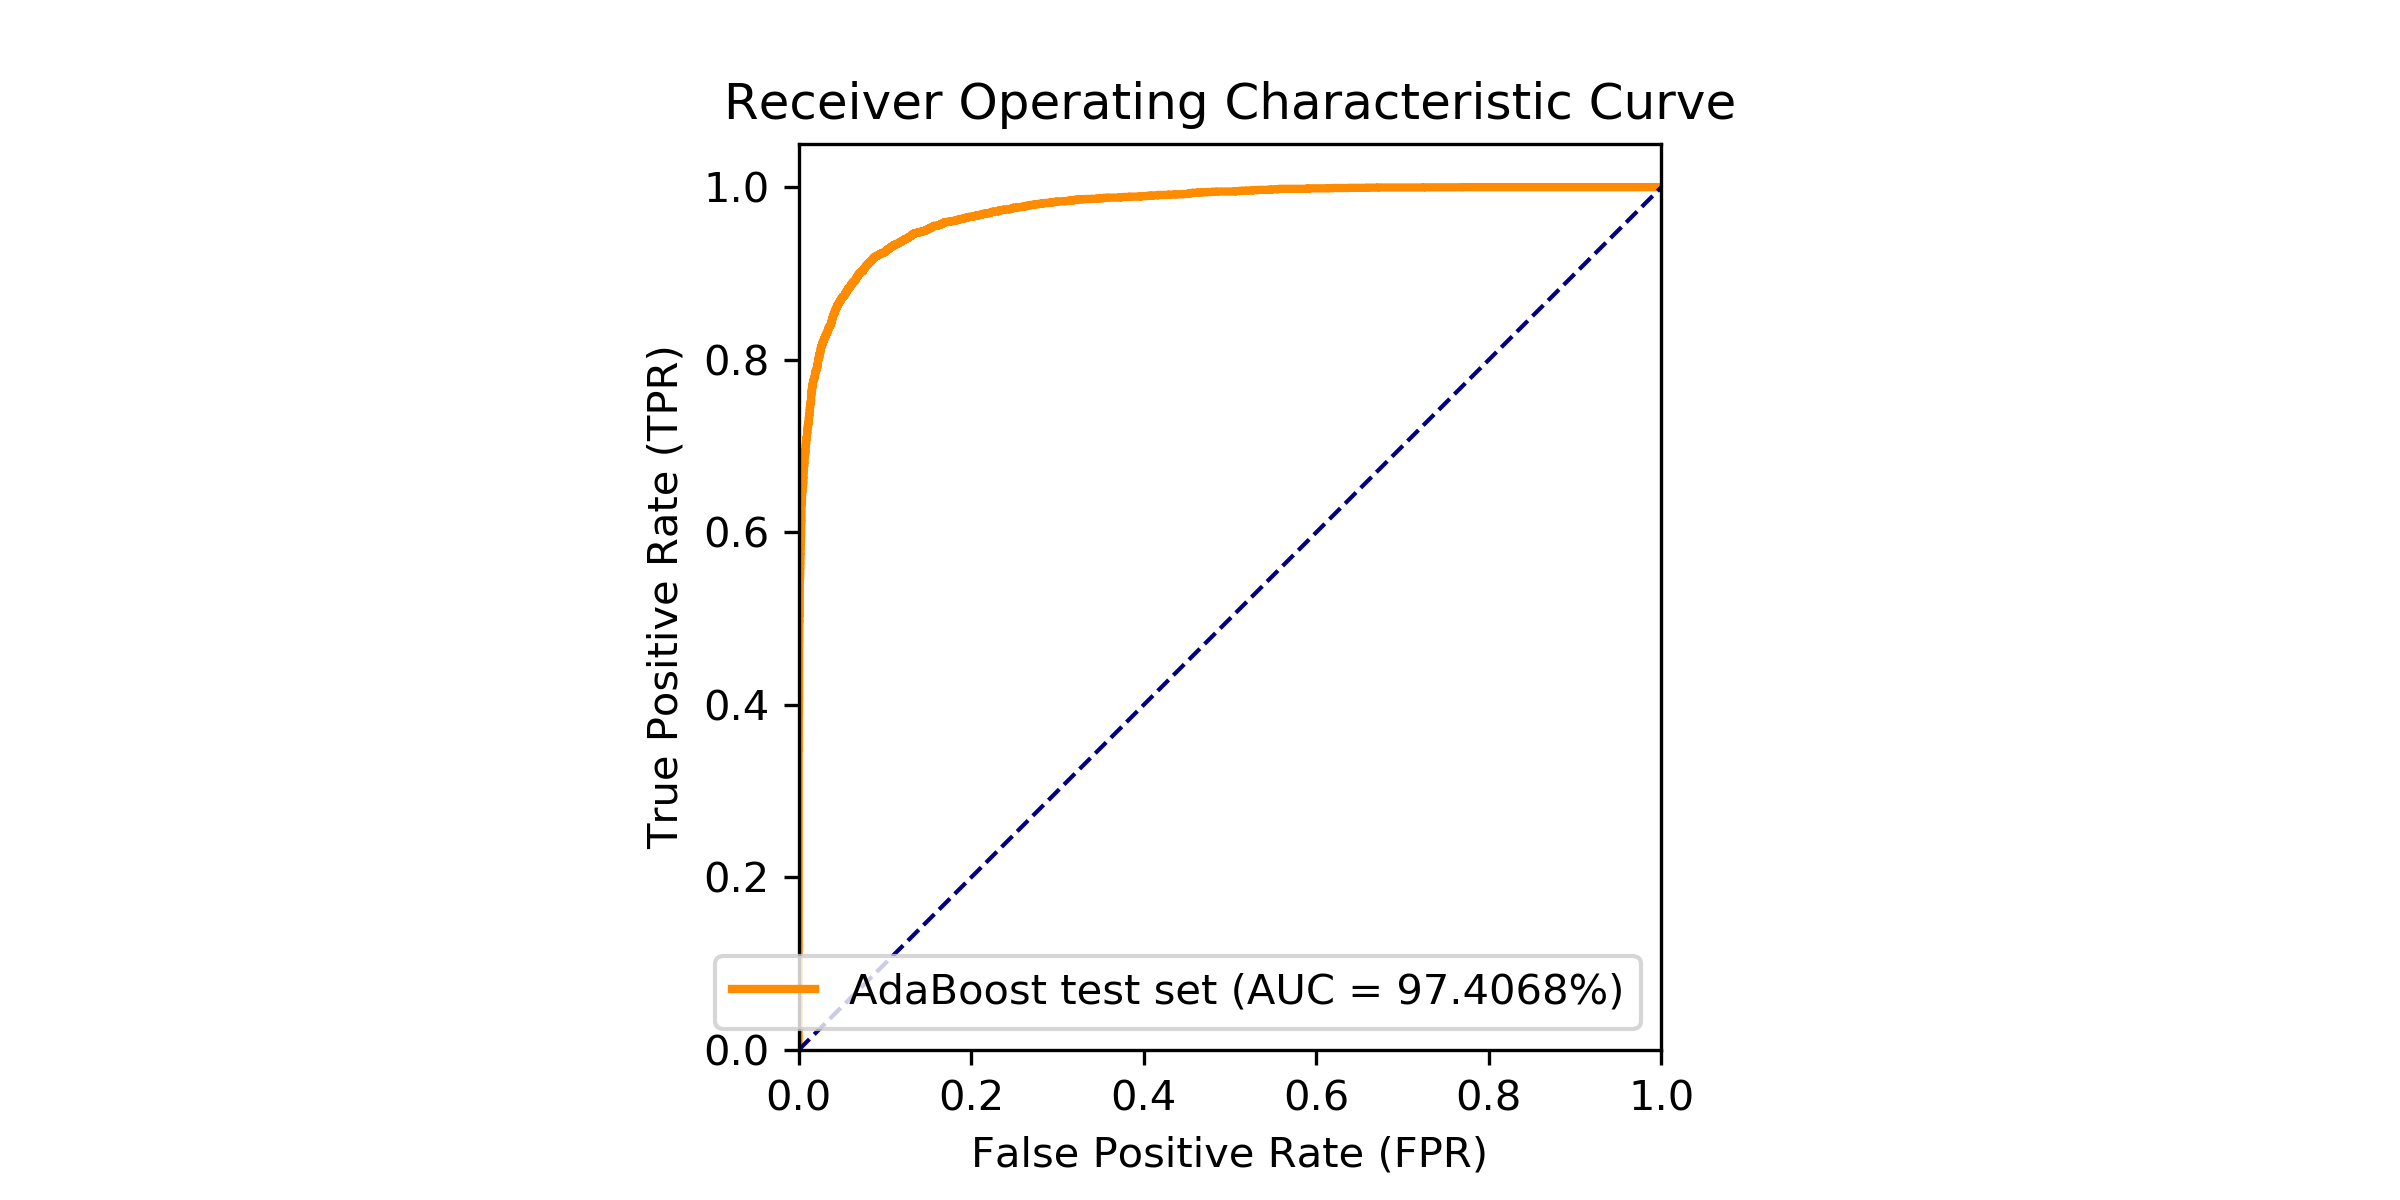 Receiver Operating Characteristic Curve
1.0
0.8
0.6
0.4
0.2
0.0
True Positive Rate (TPR)
AdaBoost test set (AUC = 97.4068%)
0.0 0.2 0.4 0.6 0.8 1.0
False Positive Rate (FPR)